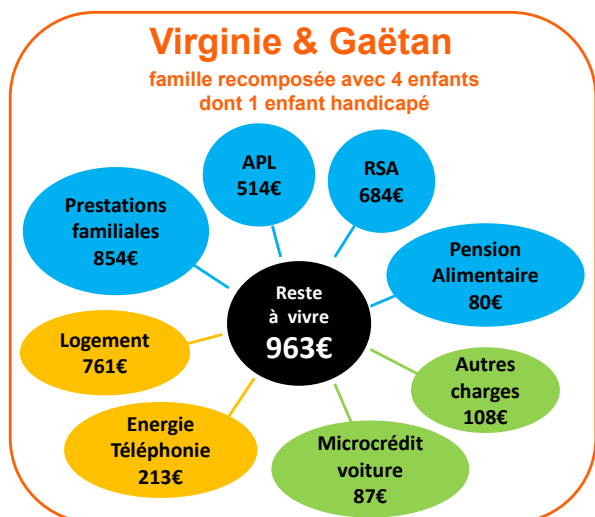 Virginie & Gaëtan
famille recomposée avec 4 enfants
dont 1 enfant handicapé
APL
514€
RSA
684€
Prestations
familiales
854€
Pension
Alimentaire
80€
Reste
à vivre
963€
Logement
761€
Autres
charges
108€
Energie
Téléphonie
213€
Microcrédit
voiture
87€